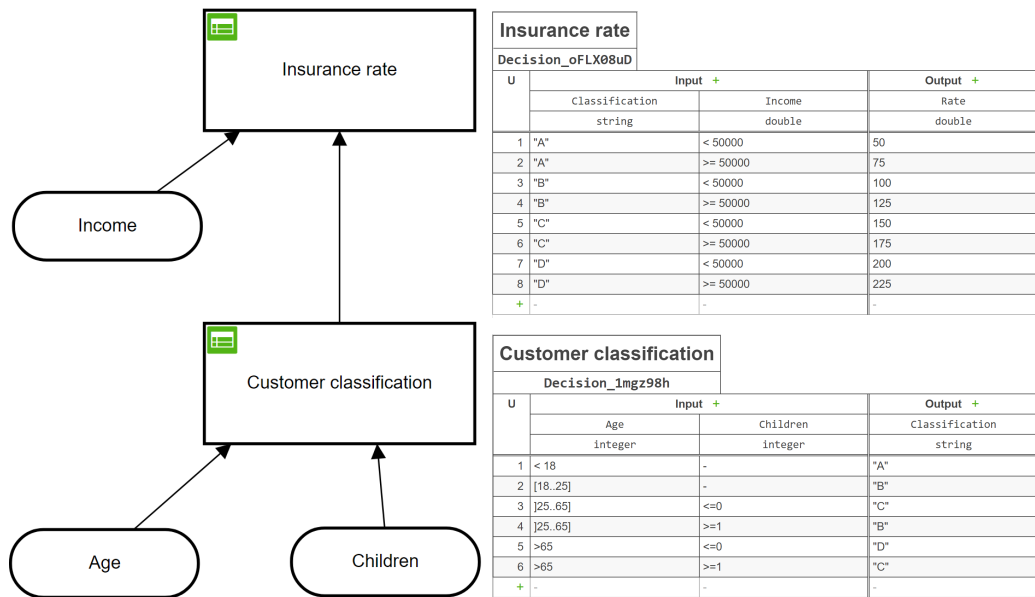 Insurance rate
Income
Customer classification
Age
Children
Insurance rate
Decision_oFLX08uD
U Input + Output +
Classification Income Rate
string double double
1 "A" < 50000 50
2 "A" >= 50000 75
3 "B" < 50000 100
4 "B" >= 50000 125
5 "C" < 50000 150
6 "C" >= 50000 175
7 "D" < 50000 200
8 "D" >= 50000 225
+ - - -
Customer classification
Decision_1mgz98h
U Input + Output +
Age Children Classification
integer integer string
1 < 18 - "A"
2 [18..25] - "B"
3 ]25..65] <=0 "C"
4 ]25..65] >=1 "B"
5 >65 <=0 "D"
6 >65 >=1 "C"
+ - - -